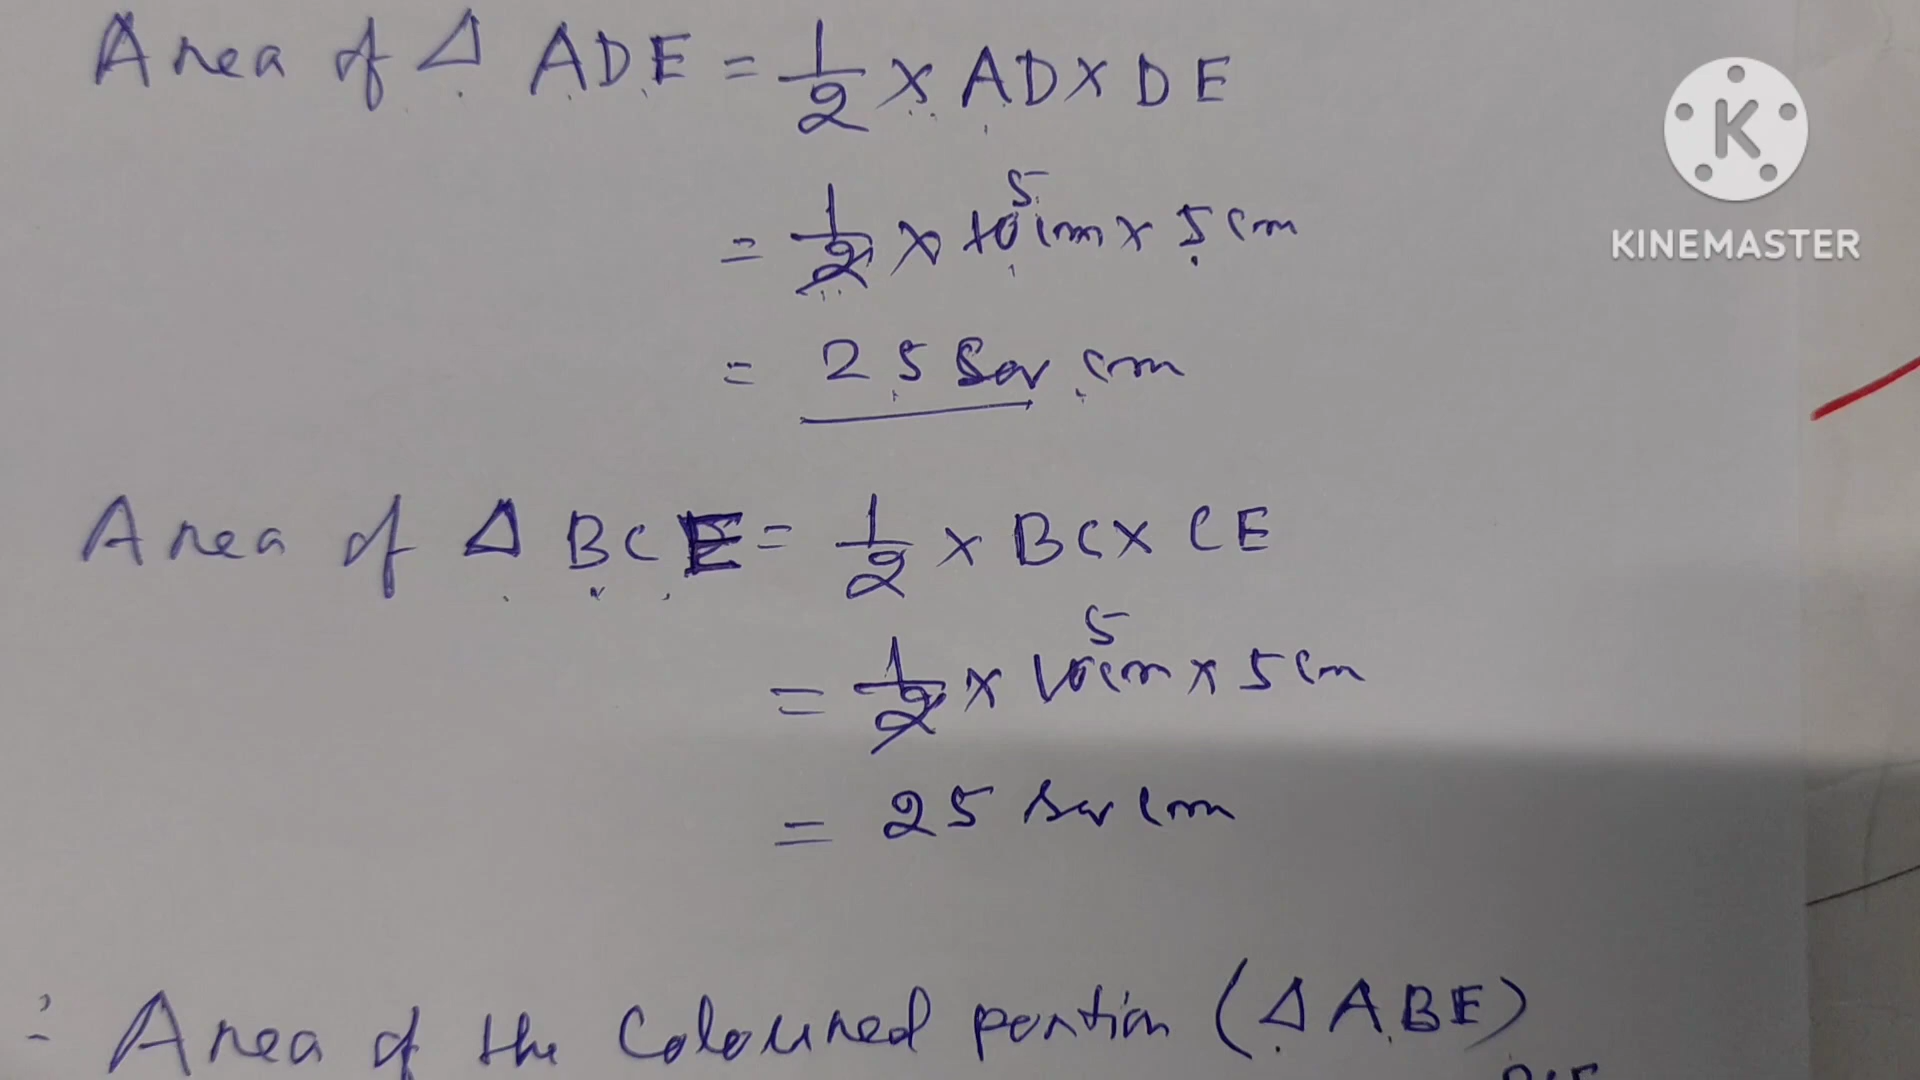 Area of Δ ADE = 1/2 × AD × DE
K
KINEMASTER
= 1/2 × 10 cm × 5 cm
5
= 25 Sqr cm
Area of Δ BCE = 1/2 × BC × CE
= 1/2 × 10 cm × 5 cm
5
= 25 sqr cm
∴ Area of the Coloured portion (Δ ABE)